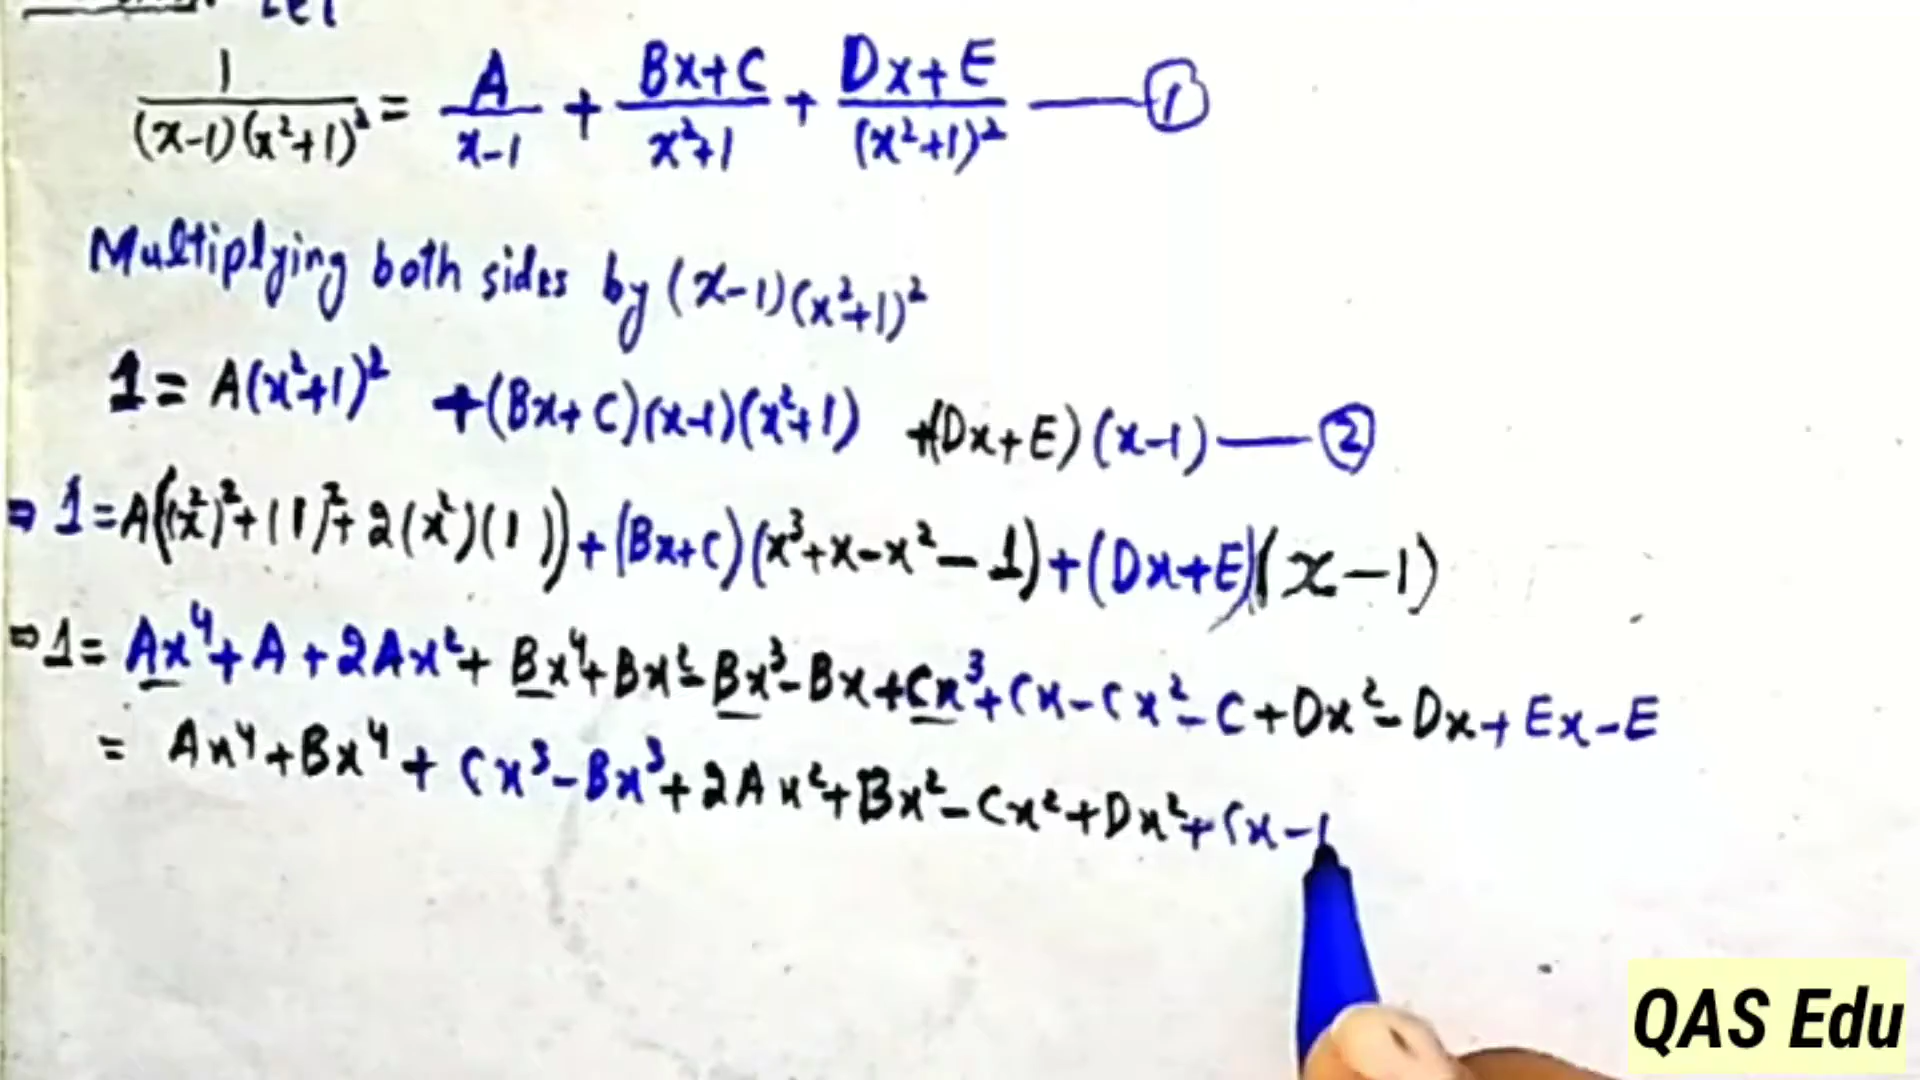 Let
1/((x-1)(x²+1)²) = A/(x-1) + (Bx+C)/(x²+1) + (Dx+E)/(x²+1)² —— ①
Multiplying both sides by (x-1)(x²+1)²
1 = A(x²+1)² +(Bx+C)(x-1)(x²+1) +(Dx+E)(x-1) —— ②
⇒ 1 = A((x²)²+(1)²+2(x²)(1)) + (Bx+C)(x³+x-x²-1) + (Dx+E)(x-1)
⇒ 1 = Ax⁴ + A + 2Ax² + Bx⁴ + Bx² - Bx³ - Bx + Cx³ + Cx - Cx² - C + Dx² - Dx + Ex - E
= Ax⁴ + Bx⁴ + Cx³ - Bx³ + 2Ax² + Bx² - Cx² + Dx² + Cx -
QAS Edu